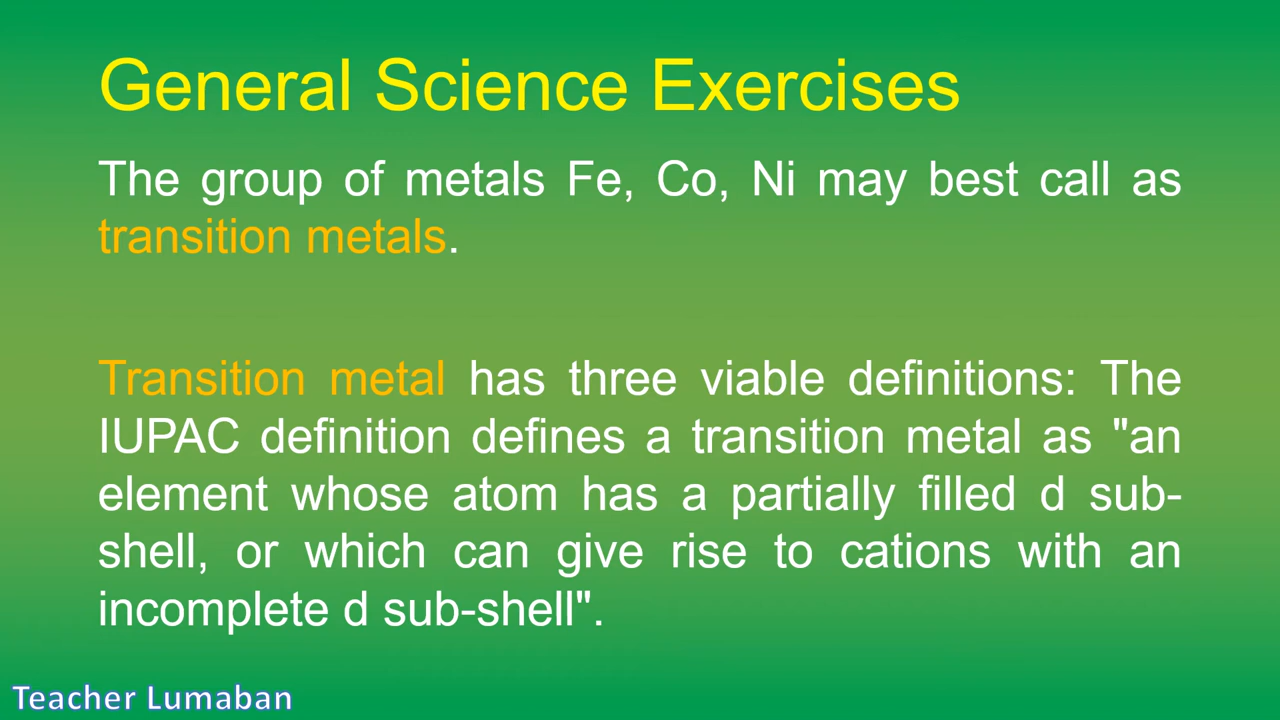 General Science Exercises
The group of metals Fe, Co, Ni may best call as
transition metals.
Transition metal has three viable definitions: The
IUPAC definition defines a transition metal as "an
element whose atom has a partially filled d sub-
shell, or which can give rise to cations with an
incomplete d sub-shell".
Teacher Lumaban